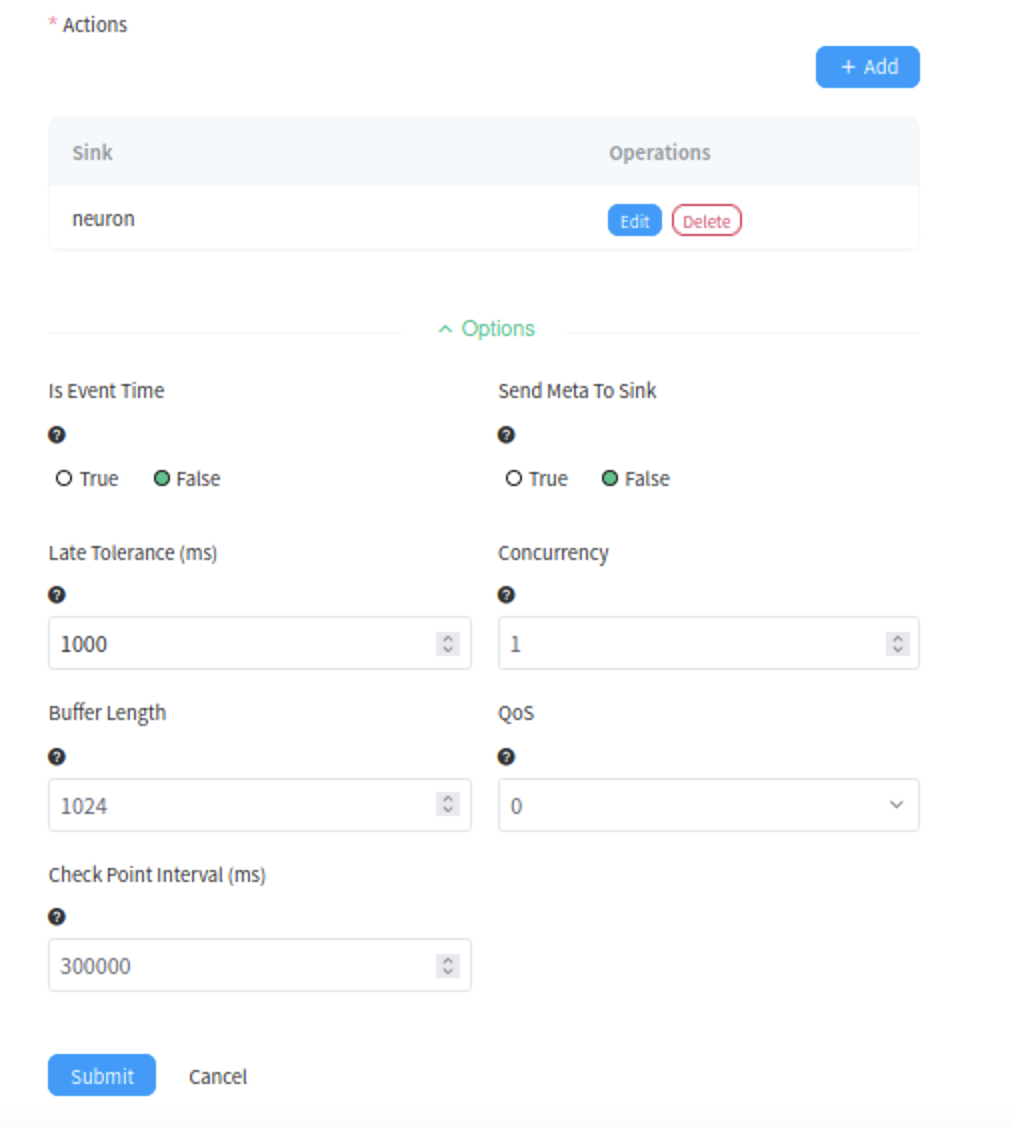 * Actions
+ Add
Sink Operations
neuron Edit Delete
Options
Is Event Time Send Meta To Sink
? ?
True False True False
Late Tolerance (ms) Concurrency
? ?
1000 1
Buffer Length QoS
? ?
1024 0
Check Point Interval (ms)
?
300000
Submit Cancel